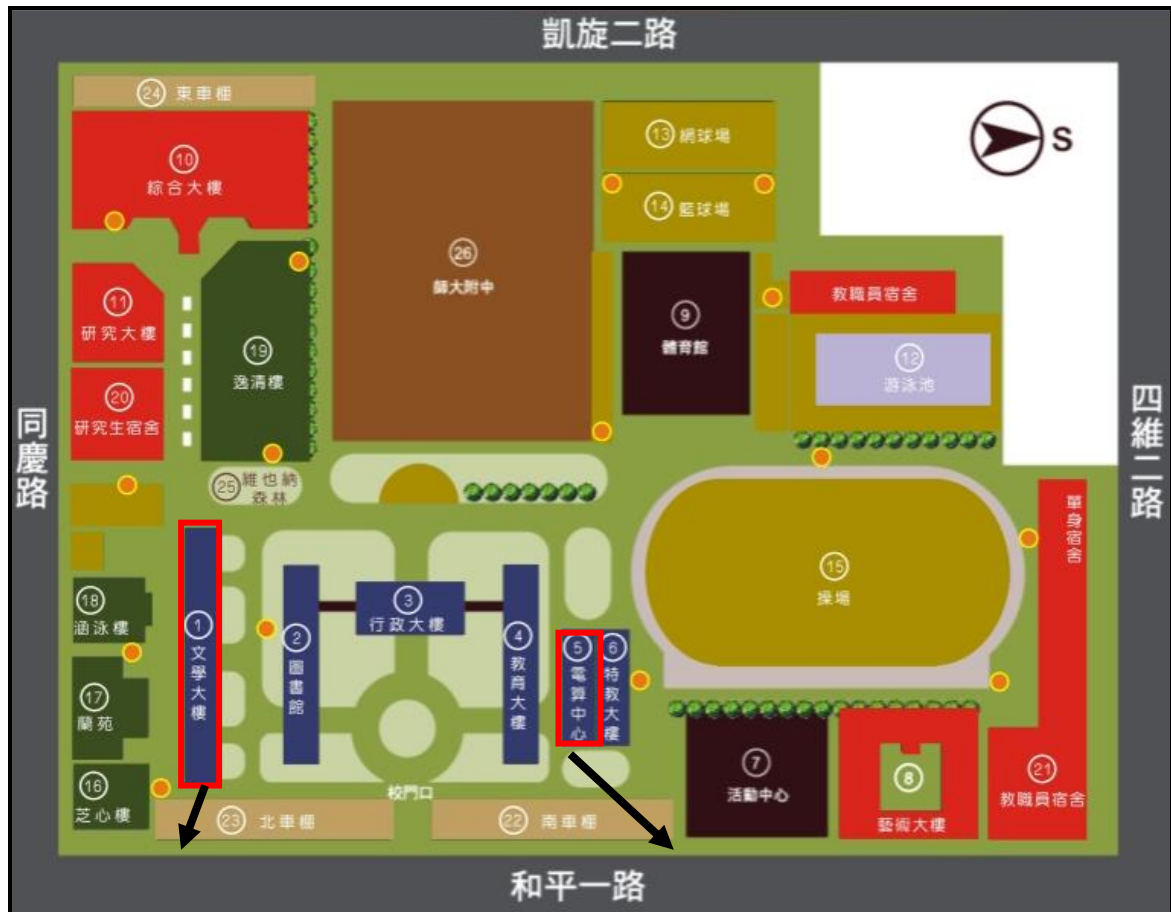 凱旋二路
24 東車棚
10
綜合大樓
13 網球場
S
14 籃球場
11
研究大樓
19
逸清樓
26
師大附中
9
體育館
教職員宿舍
12
游泳池
20
研究生宿舍
同慶路
四維二路
25 維也納
森林
單身宿舍
18
涵泳樓
1 文學大樓
2 圖書館
3
行政大樓
4 教育大樓
5 電算中心
6 特教大樓
15
操場
17
蘭苑
16
芝心樓
校門口
7
活動中心
8
藝術大樓
21
教職員宿舍
23 北車棚
22 南車棚
和平一路